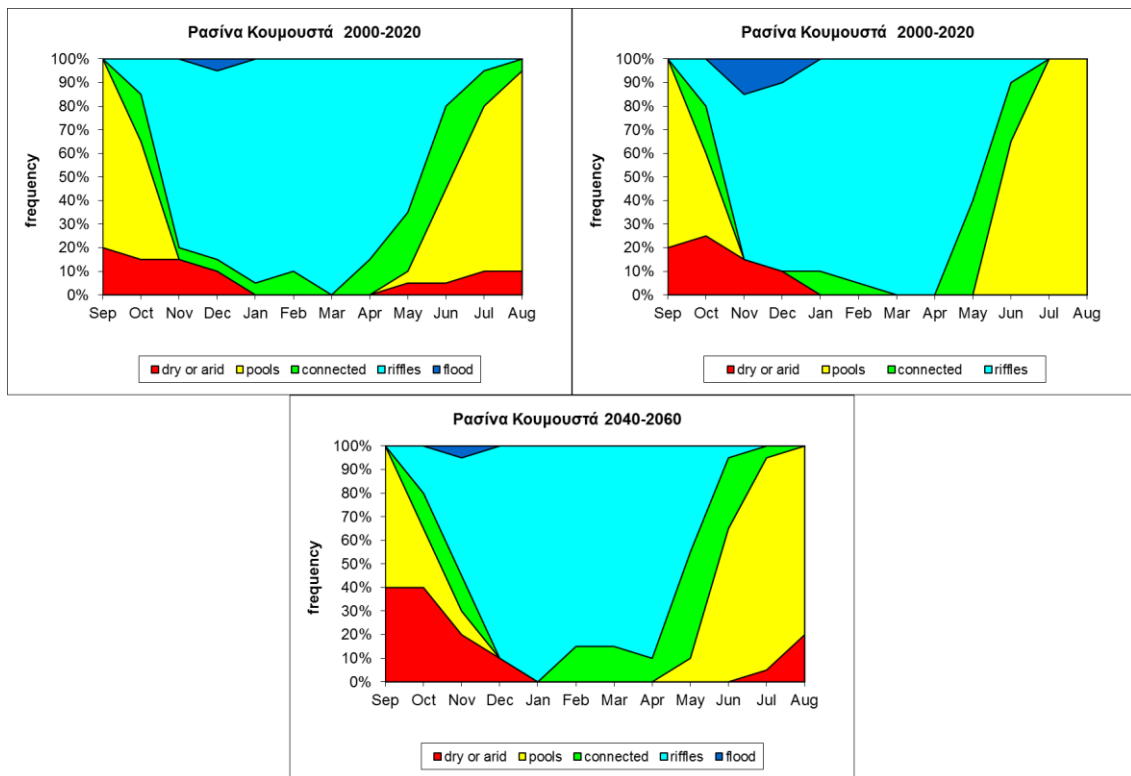 Ρασίνα Κουμουστά 2000-2020
100%
90%
80%
70%
60%
50%
40%
30%
20%
10%
0%
frequency
Sep Oct Nov Dec Jan Feb Mar Apr May Jun Jul Aug
dry or arid pools connected riffles flood
Ρασίνα Κουμουστά 2000-2020
100%
90%
80%
70%
60%
50%
40%
30%
20%
10%
0%
frequency
Sep Oct Nov Dec Jan Feb Mar Apr May Jun Jul Aug
dry or arid pools connected riffles
Ρασίνα Κουμουστά 2040-2060
100%
90%
80%
70%
60%
50%
40%
30%
20%
10%
0%
frequency
Sep Oct Nov Dec Jan Feb Mar Apr May Jun Jul Aug
dry or arid pools connected riffles flood